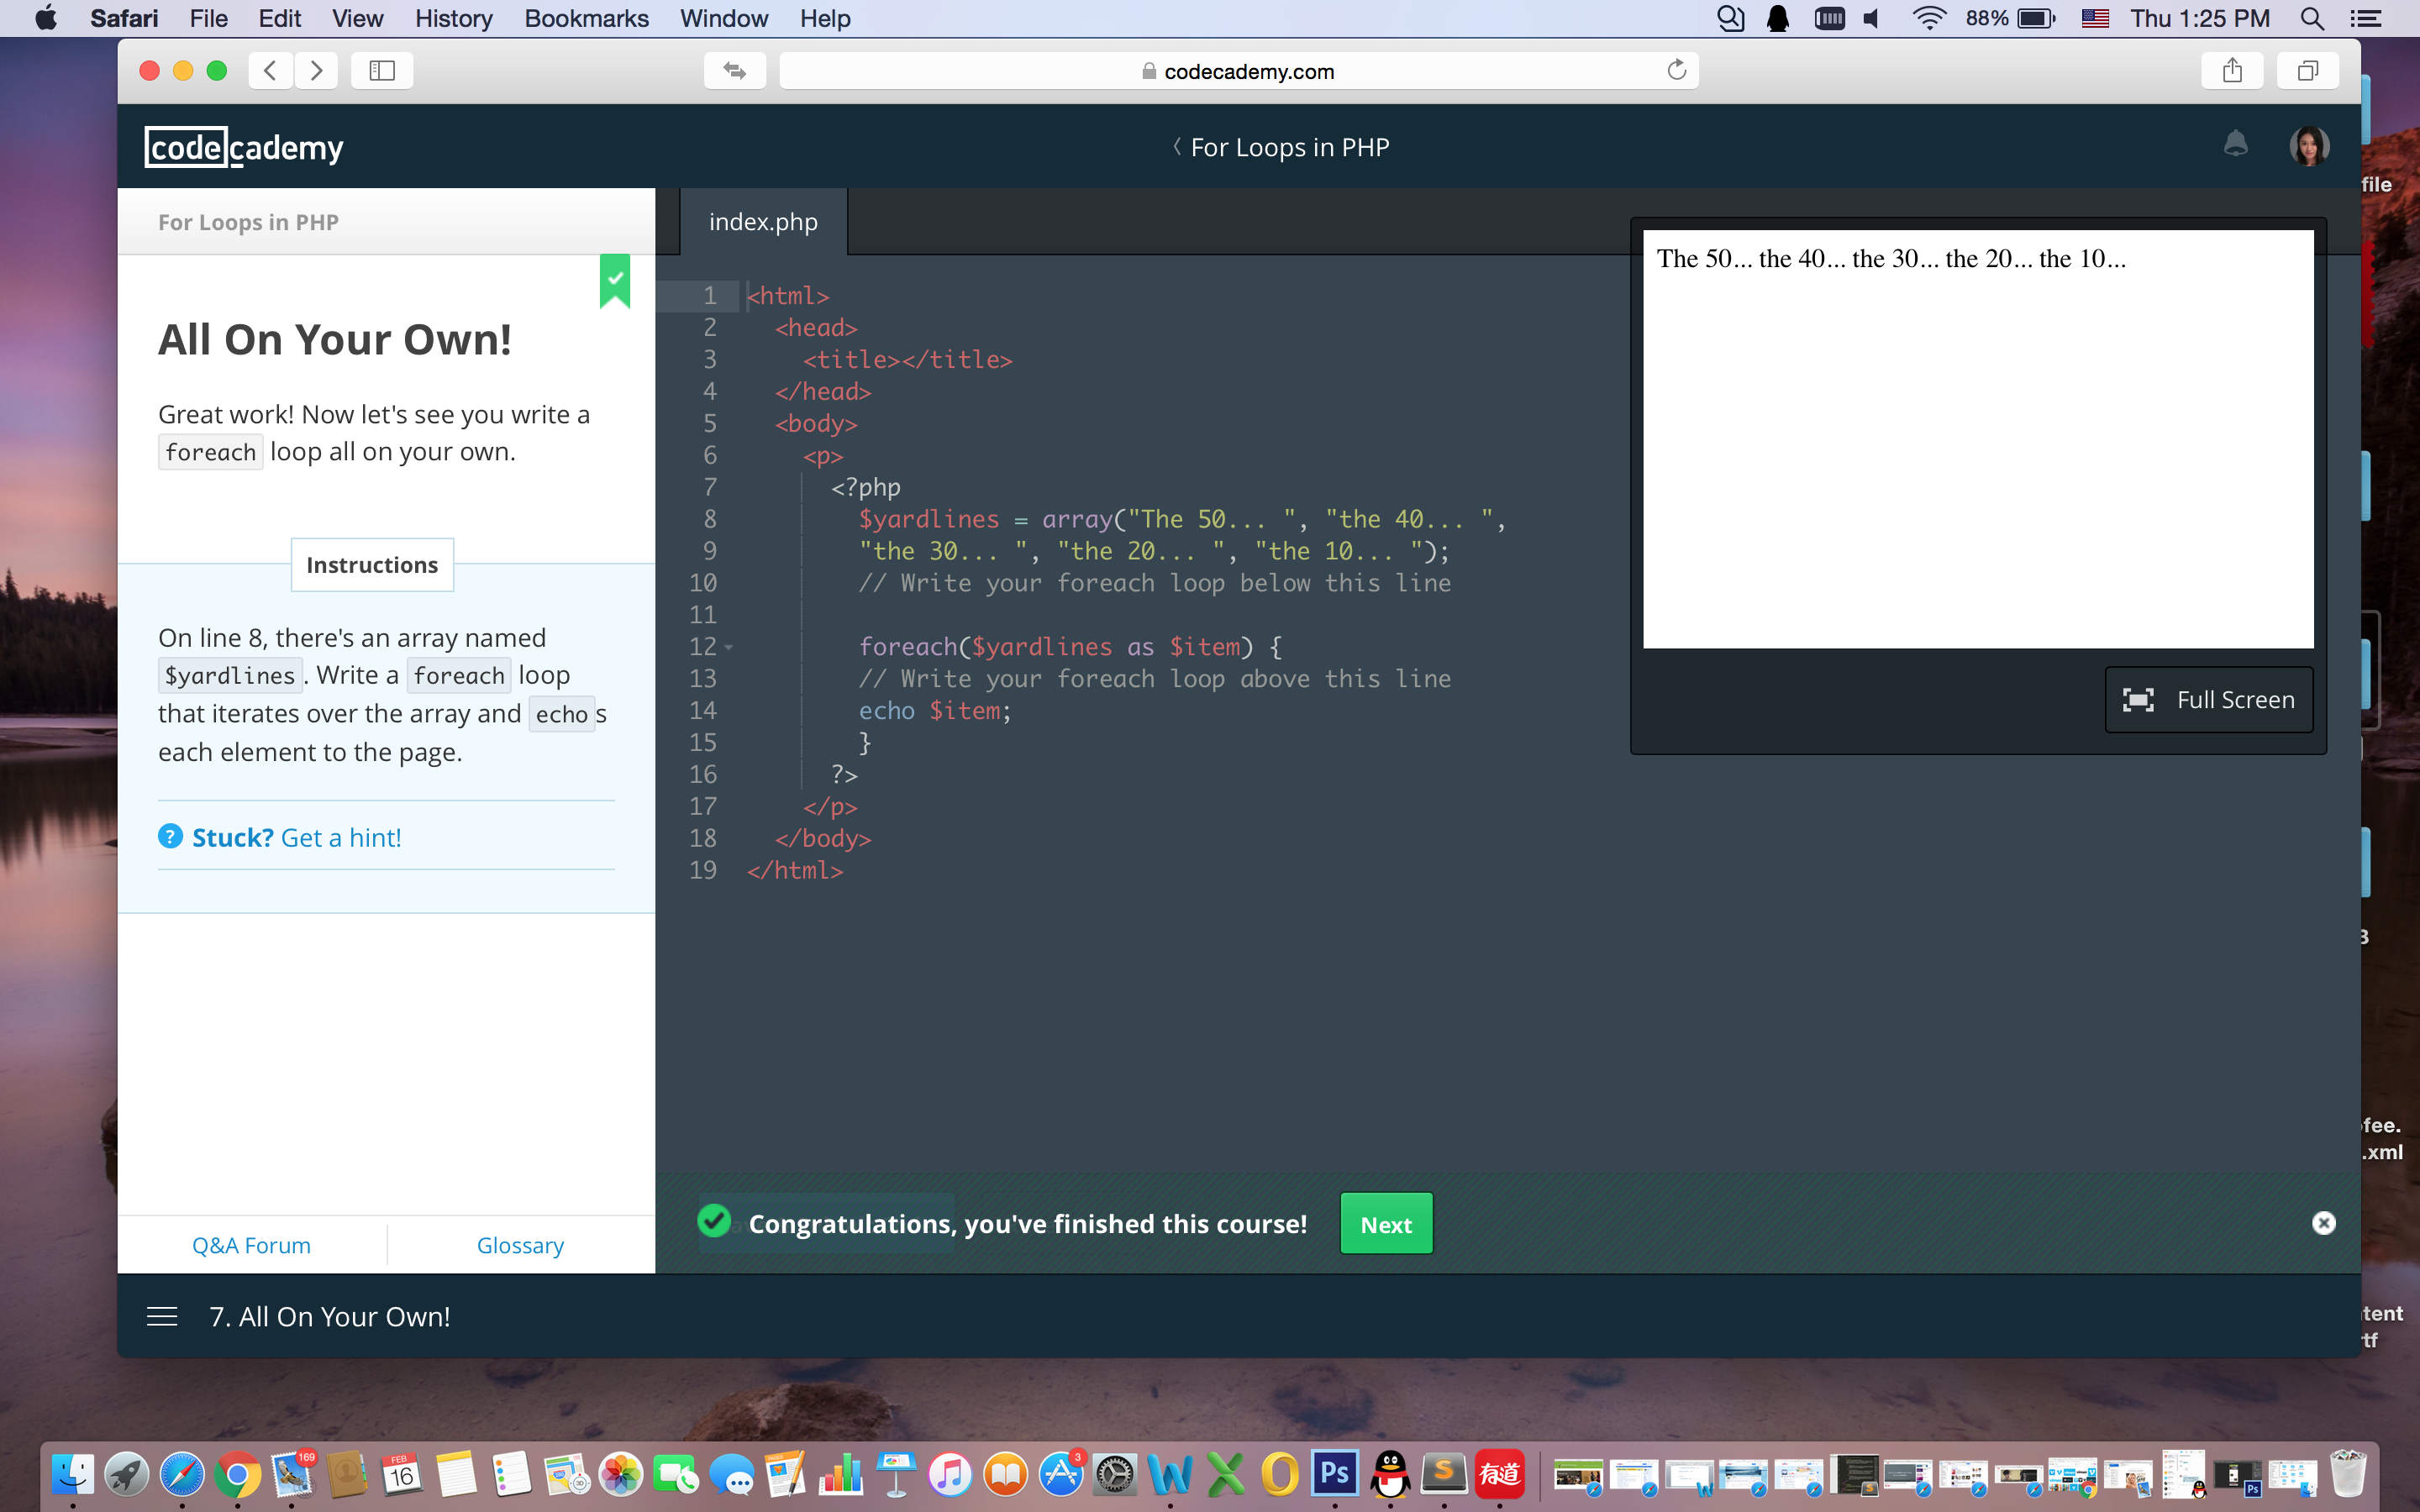 Safari File Edit View History Bookmarks Window Help 88% Thu 1:25 PM
codecademy.com
codecademy
For Loops in PHP
For Loops in PHP
All On Your Own!
Great work! Now let's see you write a
foreach loop all on your own.
Instructions
On line 8, there's an array named
$yardlines. Write a foreach loop
that iterates over the array and echos
each element to the page.
? Stuck? Get a hint!
Q&A Forum Glossary
index.php
1 <html>
2 <head>
3 <title></title>
4 </head>
5 <body>
6 <p>
7 <?php
8 $yardlines = array("The 50... ", "the 40... ",
9 "the 30... ", "the 20... ", "the 10... ");
10 // Write your foreach loop below this line
11
12 foreach($yardlines as $item) {
13 // Write your foreach loop above this line
14 echo $item;
15 }
16 ?>
17 </p>
18 </body>
19 </html>
The 50... the 40... the 30... the 20... the 10...
Full Screen
Congratulations, you've finished this course! Next
7. All On Your Own!
file
fee.
.xml
tent
tf
169
FEB
16
3D
3
Ps
S
有道